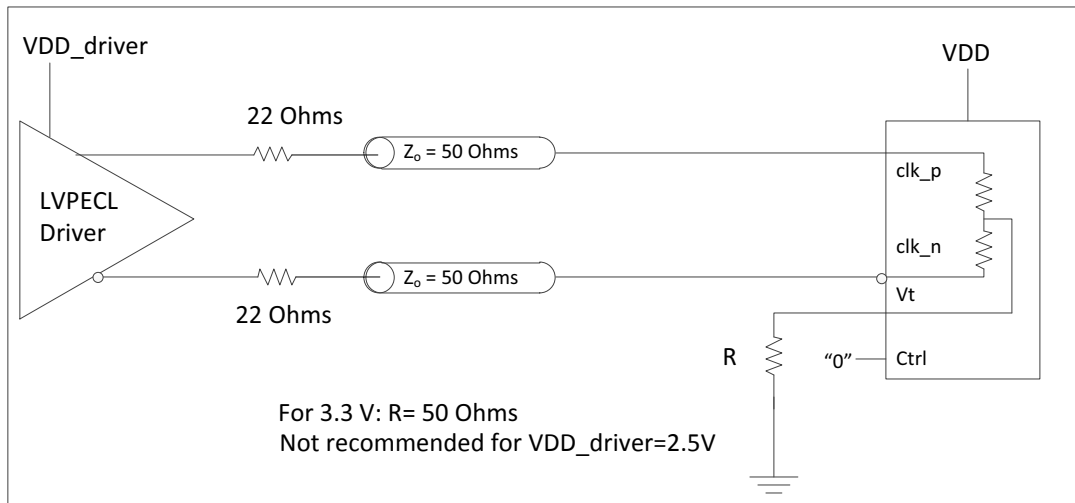 VDD_driver
VDD
22 Ohms
Zₒ = 50 Ohms
clk_p
LVPECL
Driver
clk_n
Zₒ = 50 Ohms
Vt
22 Ohms
R
“0”
Ctrl
For 3.3 V: R= 50 Ohms
Not recommended for VDD_driver=2.5V